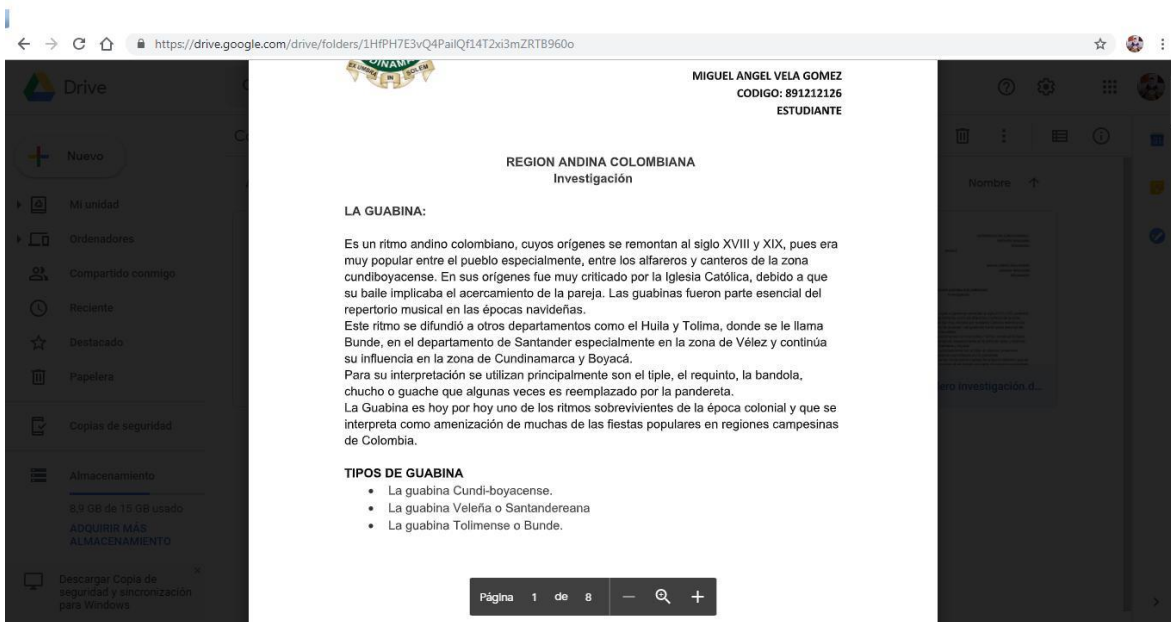 https://drive.google.com/drive/folders/1HfPH7E3vQ4PailQf14T2xi3mZRTB960o
Drive
Nuevo
Mi unidad
Ordenadores
Compartido conmigo
Reciente
Destacado
Papelera
Copias de seguridad
Almacenamiento
8,9 GB de 15 GB usado
ADQUIRIR MÁS
ALMACENAMIENTO
Descargar Copia de
seguridad y sincronización
para Windows
EX UMBRA IN SOLEM
MIGUEL ANGEL VELA GOMEZ
CODIGO: 891212126
ESTUDIANTE
REGION ANDINA COLOMBIANA
Investigación
LA GUABINA:
Es un ritmo andino colombiano, cuyos orígenes se remontan al siglo XVIII y XIX, pues era
muy popular entre el pueblo especialmente, entre los alfareros y canteros de la zona
cundiboyacense. En sus orígenes fue muy criticado por la Iglesia Católica, debido a que
su baile implicaba el acercamiento de la pareja. Las guabinas fueron parte esencial del
repertorio musical en las épocas navideñas.
Este ritmo se difundió a otros departamentos como el Huila y Tolima, donde se le llama
Bunde, en el departamento de Santander especialmente en la zona de Vélez y continúa
su influencia en la zona de Cundinamarca y Boyacá.
Para su interpretación se utilizan principalmente son el tiple, el requinto, la bandola,
chucho o guache que algunas veces es reemplazado por la pandereta.
La Guabina es hoy por hoy uno de los ritmos sobrevivientes de la época colonial y que se
interpreta como amenización de muchas de las fiestas populares en regiones campesinas
de Colombia.
TIPOS DE GUABINA
• La guabina Cundi-boyacense.
• La guabina Veleña o Santandereana
• La guabina Tolimense o Bunde.
Página 1 de 8
Nombre
Investigación.d...